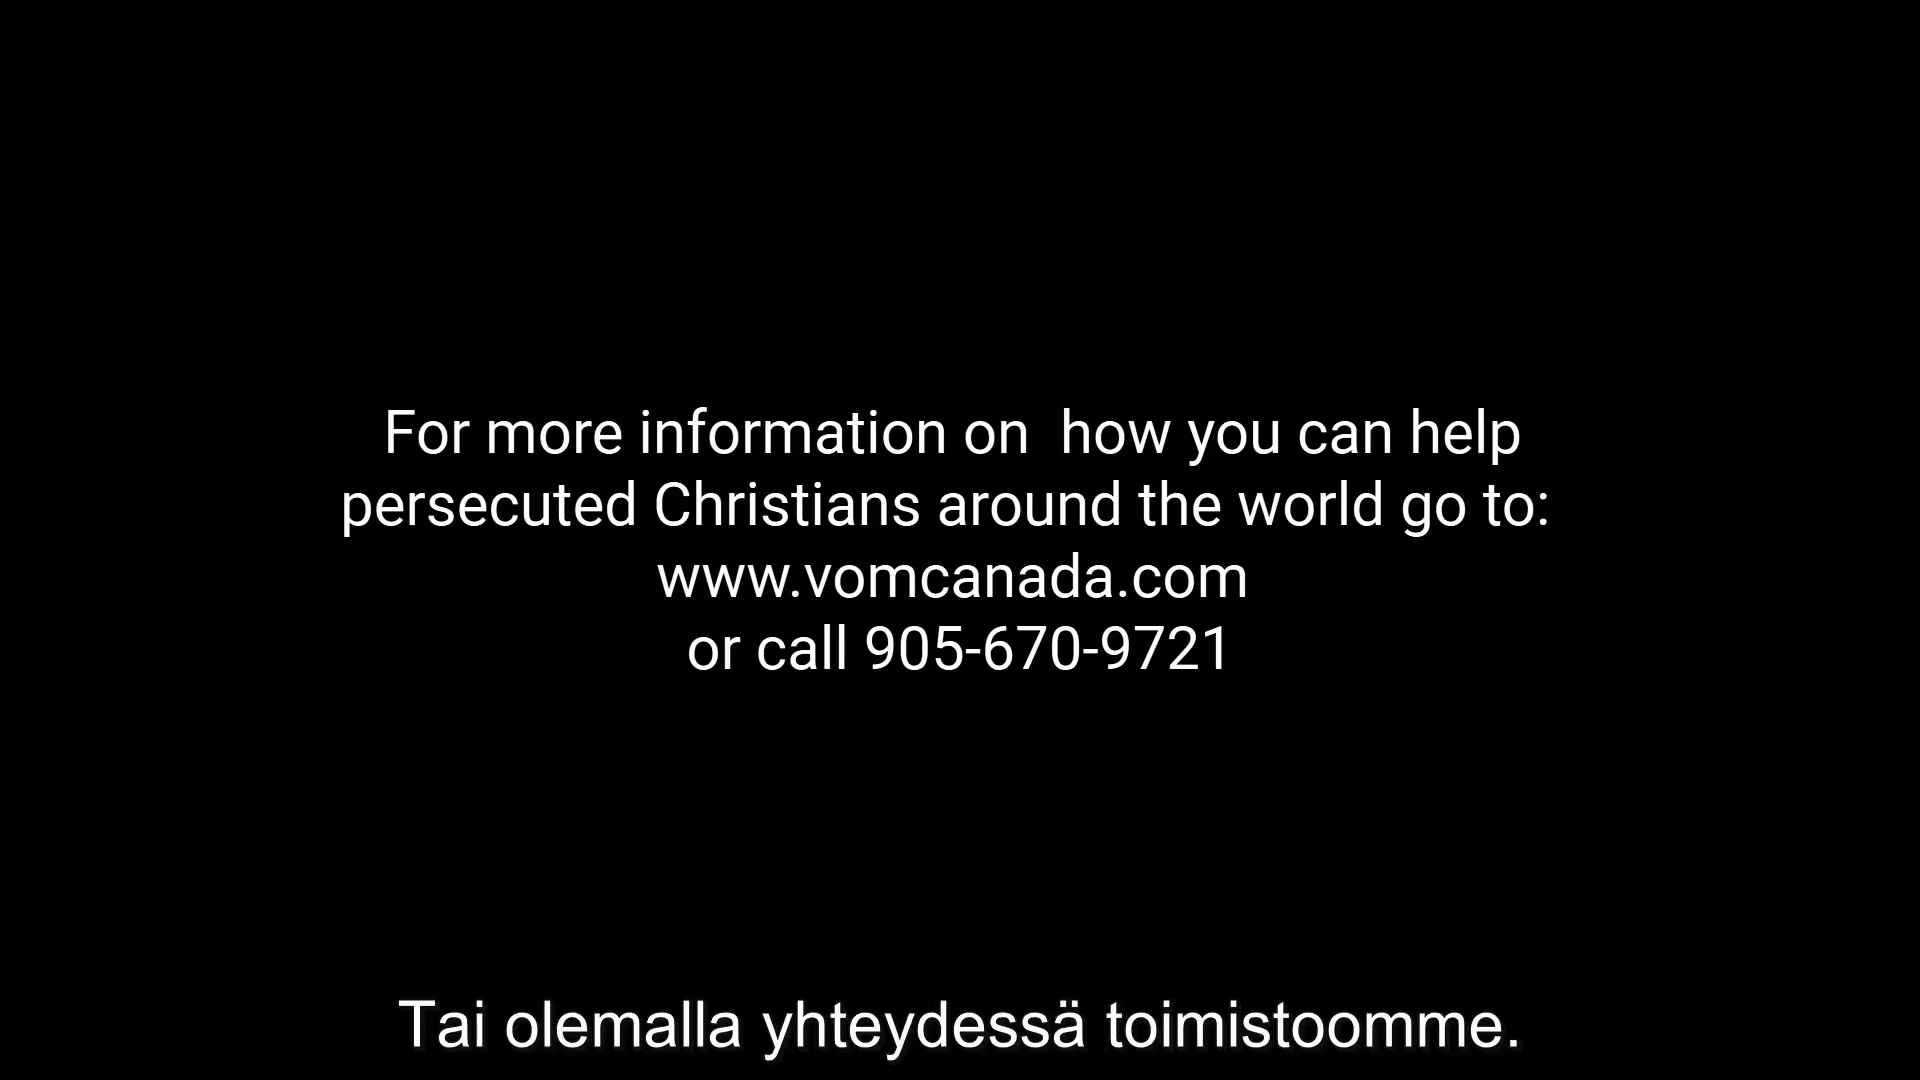 For more information on  how you can help
persecuted Christians around the world go to:
www.vomcanada.com
or call 905-670-9721
Tai olemalla yhteydessä toimistoomme.